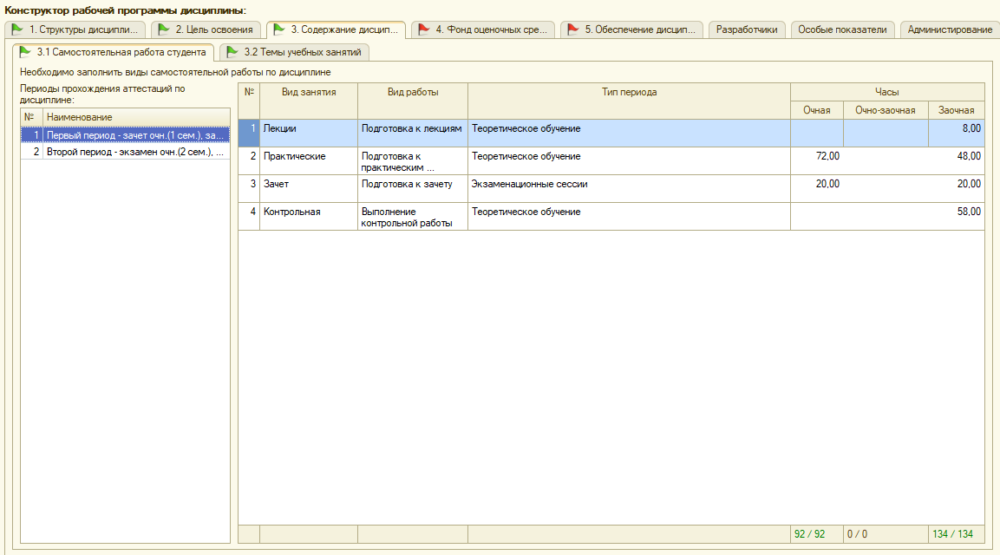 Конструктор рабочей программы дисциплины:
1. Структуры дисципли... 2. Цель освоения 3. Содержание дисцип... 4. Фонд оценочных сре... 5. Обеспечение дисцип... Разработчики Особые показатели Администрирование
3.1 Самостоятельная работа студента 3.2 Темы учебных занятий
Необходимо заполнить виды самостоятельной работы по дисциплине
Периоды прохождения аттестаций по
дисциплине:
№ Наименование
1 Первый период - зачет очн.(1 сем.), за...
2 Второй период - экзамен очн.(2 сем.), ...
№ Вид занятия Вид работы Тип периода Часы
Очная Очно-заочная Заочная
1 Лекции Подготовка к лекциям Теоретическое обучение 8,00
2 Практические Подготовка к Теоретическое обучение 72,00 48,00
практическим ...
3 Зачет Подготовка к зачету Экзаменационные сессии 20,00 20,00
4 Контрольная Выполнение Теоретическое обучение 58,00
контрольной работы
92 / 92 0 / 0 134 / 134